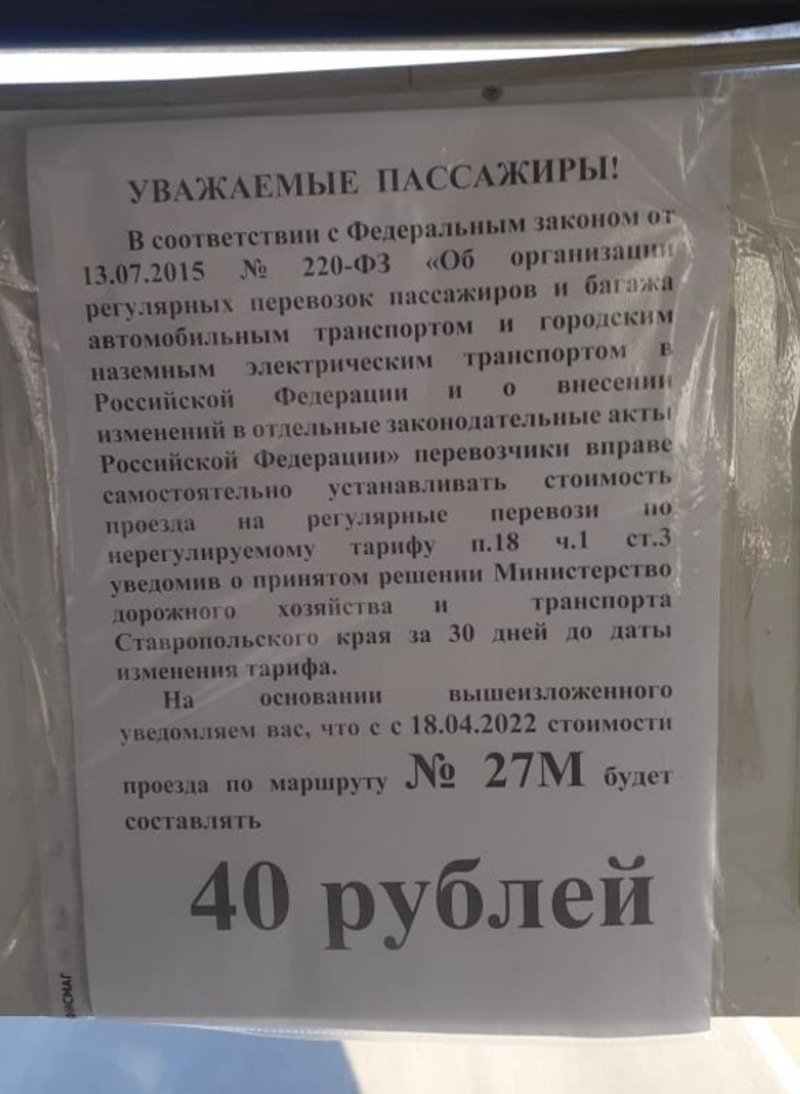 УВАЖАЕМЫЕ ПАССАЖИРЫ!
В соответствии с Федеральным законом от
13.07.2015 № 220-ФЗ «Об организации
регулярных перевозок пассажиров и багажа
автомобильным транспортом и городским
наземным электрическим транспортом в
Российской Федерации и о внесении
изменений в отдельные законодательные акты
Российской Федерации» перевозчики вправе
самостоятельно устанавливать стоимость
проезда на регулярные перевози по
нерегулируемому тарифу п.18 ч.1 ст.3
уведомив о принятом решении Министерство
дорожного хозяйства и транспорта
Ставропольского края за 30 дней до даты
изменения тарифа.
На основании вышеизложенного
уведомляем вас, что с с 18.04.2022 стоимости
проезда по маршруту № 27М будет
составлять
40 рублей